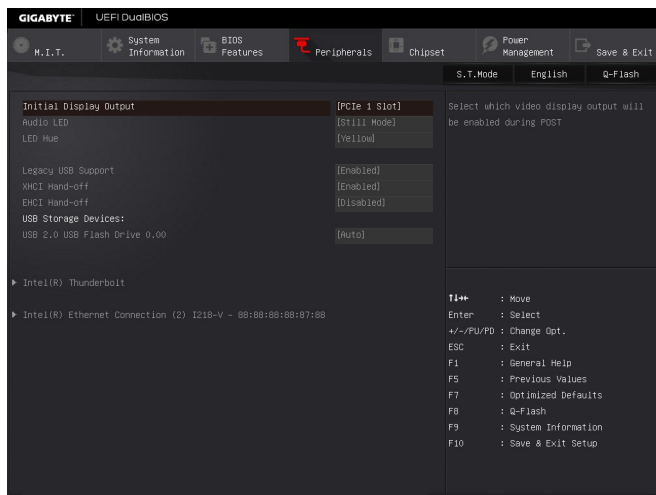 GIGABYTE™ UEFI DualBIOS
M.I.T. System Information BIOS Features Peripherals Chipset Power Management Save & Exit
S.T.Mode English Q-Flash
Initial Display Output [PCIe 1 Slot] Select which video display output will
Audio LED [Still Mode] be enabled during POST
LED Hue [Yellow]
Legacy USB Support [Enabled]
XHCI Hand-off [Enabled]
EHCI Hand-off [Disabled]
USB Storage Devices:
USB 2.0 USB Flash Drive 0.00 [Auto]
Intel(R) Thunderbolt
Intel(R) Ethernet Connection (2) I218-V - 88:88:88:88:87:88
↑↓→← : Move
Enter : Select
+/-/PU/PD : Change Opt.
ESC : Exit
F1 : General Help
F5 : Previous Values
F7 : Optimized Defaults
F8 : Q-Flash
F9 : System Information
F10 : Save & Exit Setup